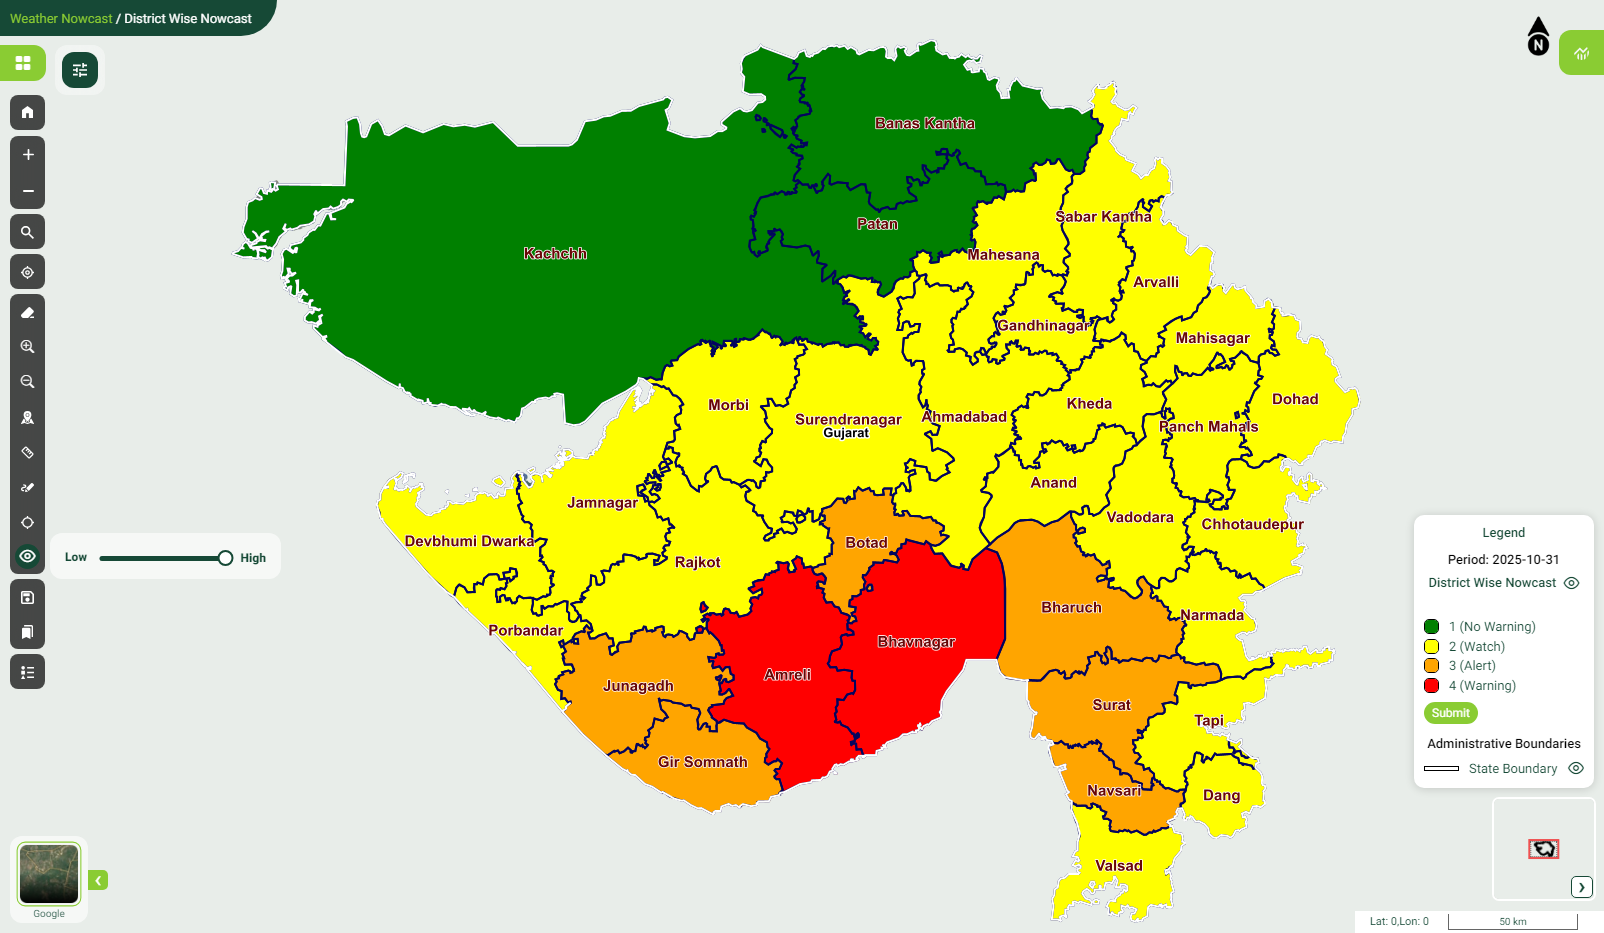 Weather Nowcast / District Wise Nowcast
N
Banas Kantha
Patan
Sabar Kantha
Kachchh
Mahesana
Arvalli
Gandhinagar
Mahisagar
Morbi
Surendranagar
Gujarat
Ahmadabad
Kheda
Dohad
Panch Mahals
Anand
Jamnagar
Vadodara
Chhotaudepur
Devbhumi Dwarka
Botad
Rajkot
Low
High
Bharuch
Narmada
Porbandar
Bhavnagar
Amreli
Junagadh
Surat
Tapi
Gir Somnath
Navsari
Dang
Valsad
Legend
Period: 2025-10-31
District Wise Nowcast
1 (No Warning)
2 (Watch)
3 (Alert)
4 (Warning)
Submit
Administrative Boundaries
State Boundary
Google
Lat: 0,Lon: 0
50 km